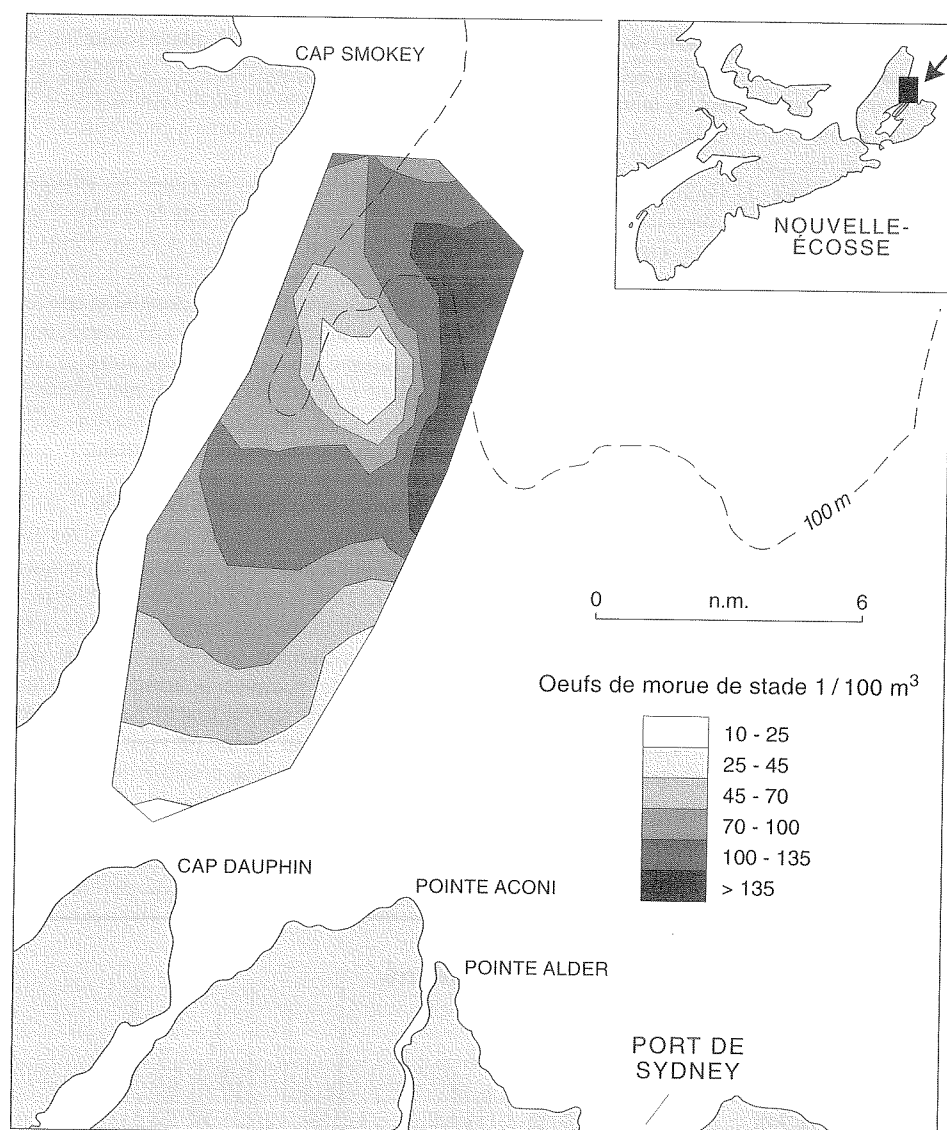 CAP SMOKEY
NOUVELLE-
ÉCOSSE
100 m
0 n.m. 6
Oeufs de morue de stade 1 / 100 m³
10 - 25
25 - 45
45 - 70
70 - 100
100 - 135
> 135
CAP DAUPHIN
POINTE ACONI
POINTE ALDER
PORT DE
SYDNEY